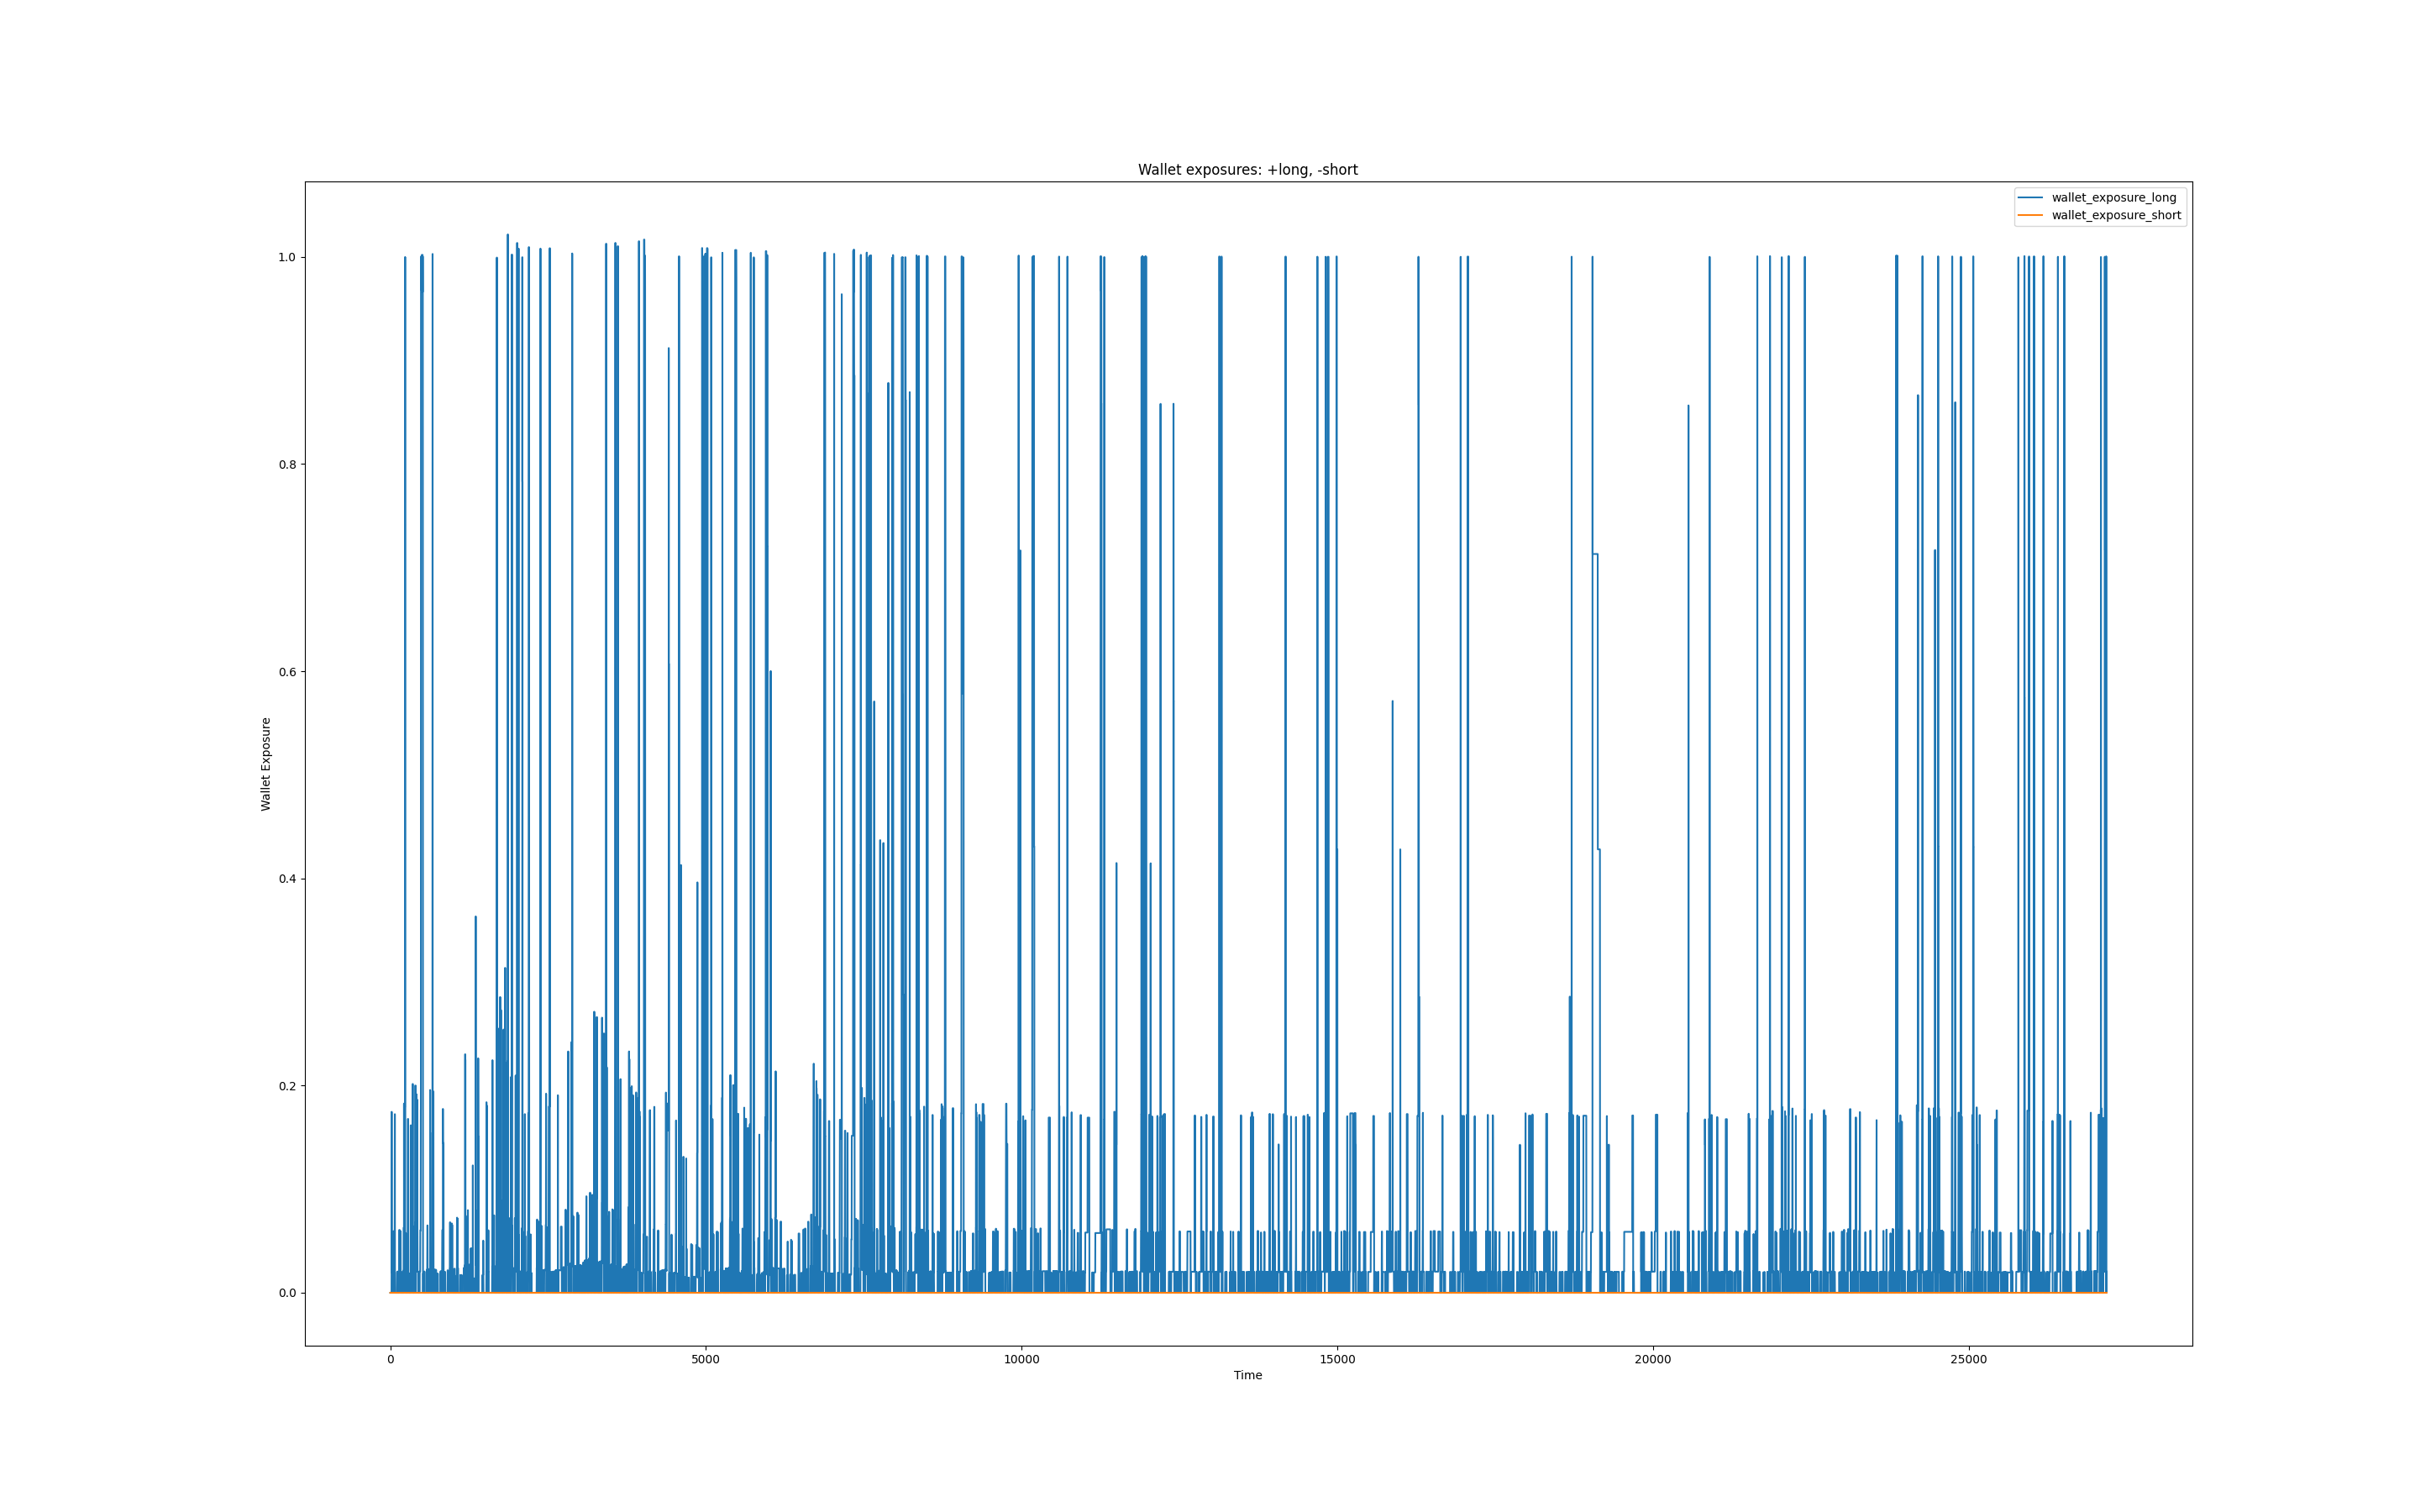 Wallet exposures: +long, -short
wallet_exposure_long
wallet_exposure_short
1.0
0.8
0.6
0.4
0.2
0.0
Wallet Exposure
0 5000 10000 15000 20000 25000
Time